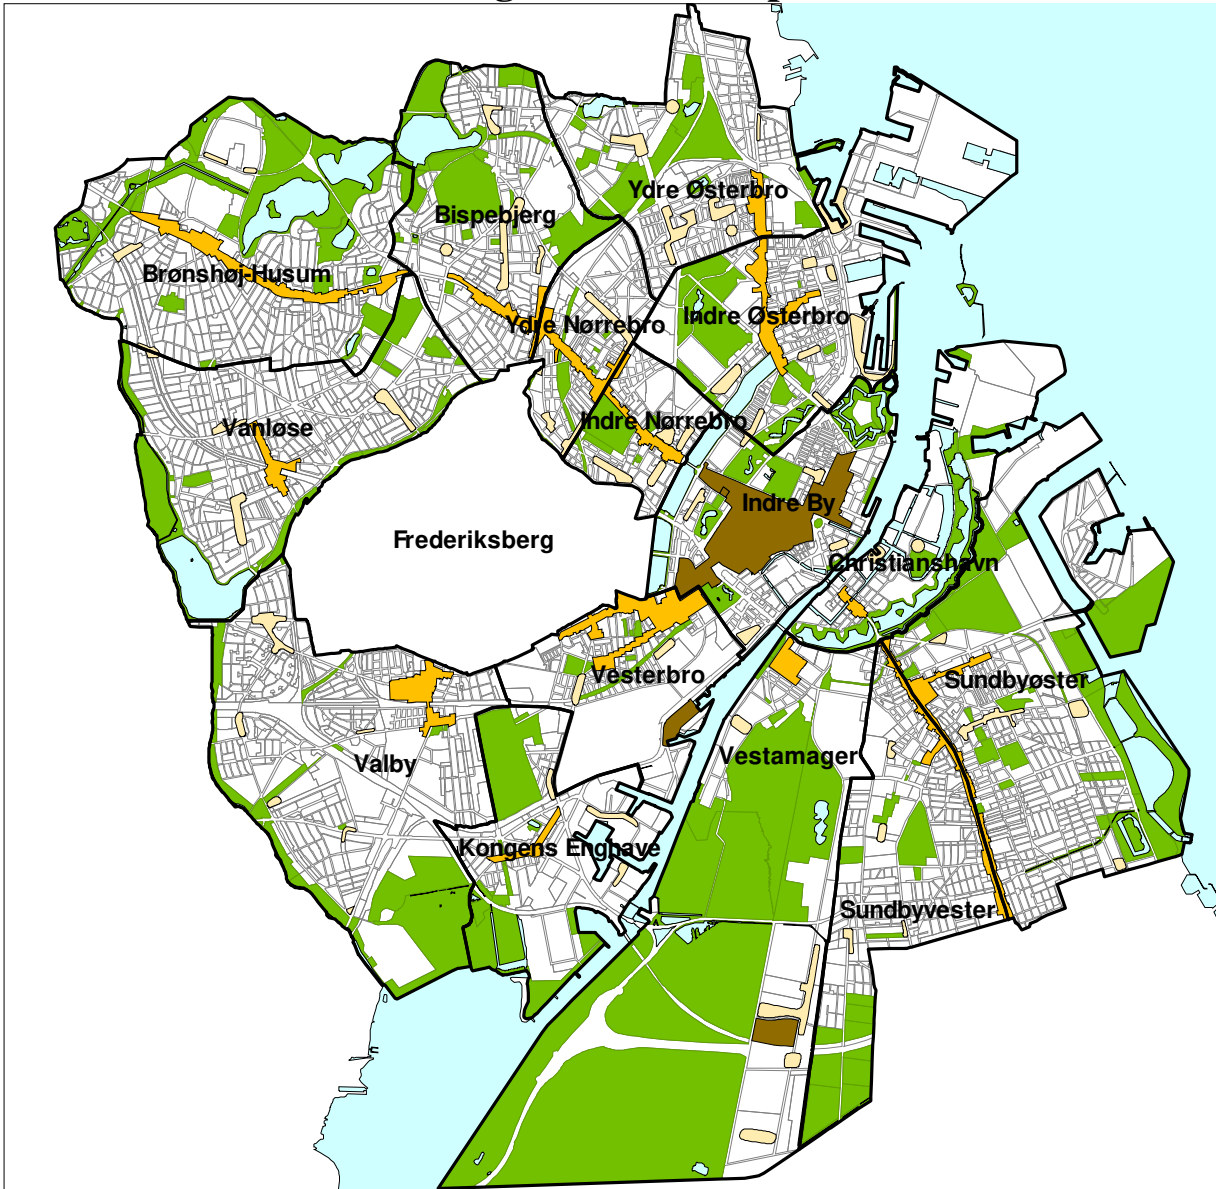 Ydre Østerbro
Bispebjerg
Brønshøj-Husum
Indre Østerbro
Ydre Nørrebro
Indre Nørrebro
Vanløse
Indre By
Frederiksberg
Christianshavn
Vesterbro
Sundbyøster
Vestamager
Valby
Kongens Enghave
Sundbyvester